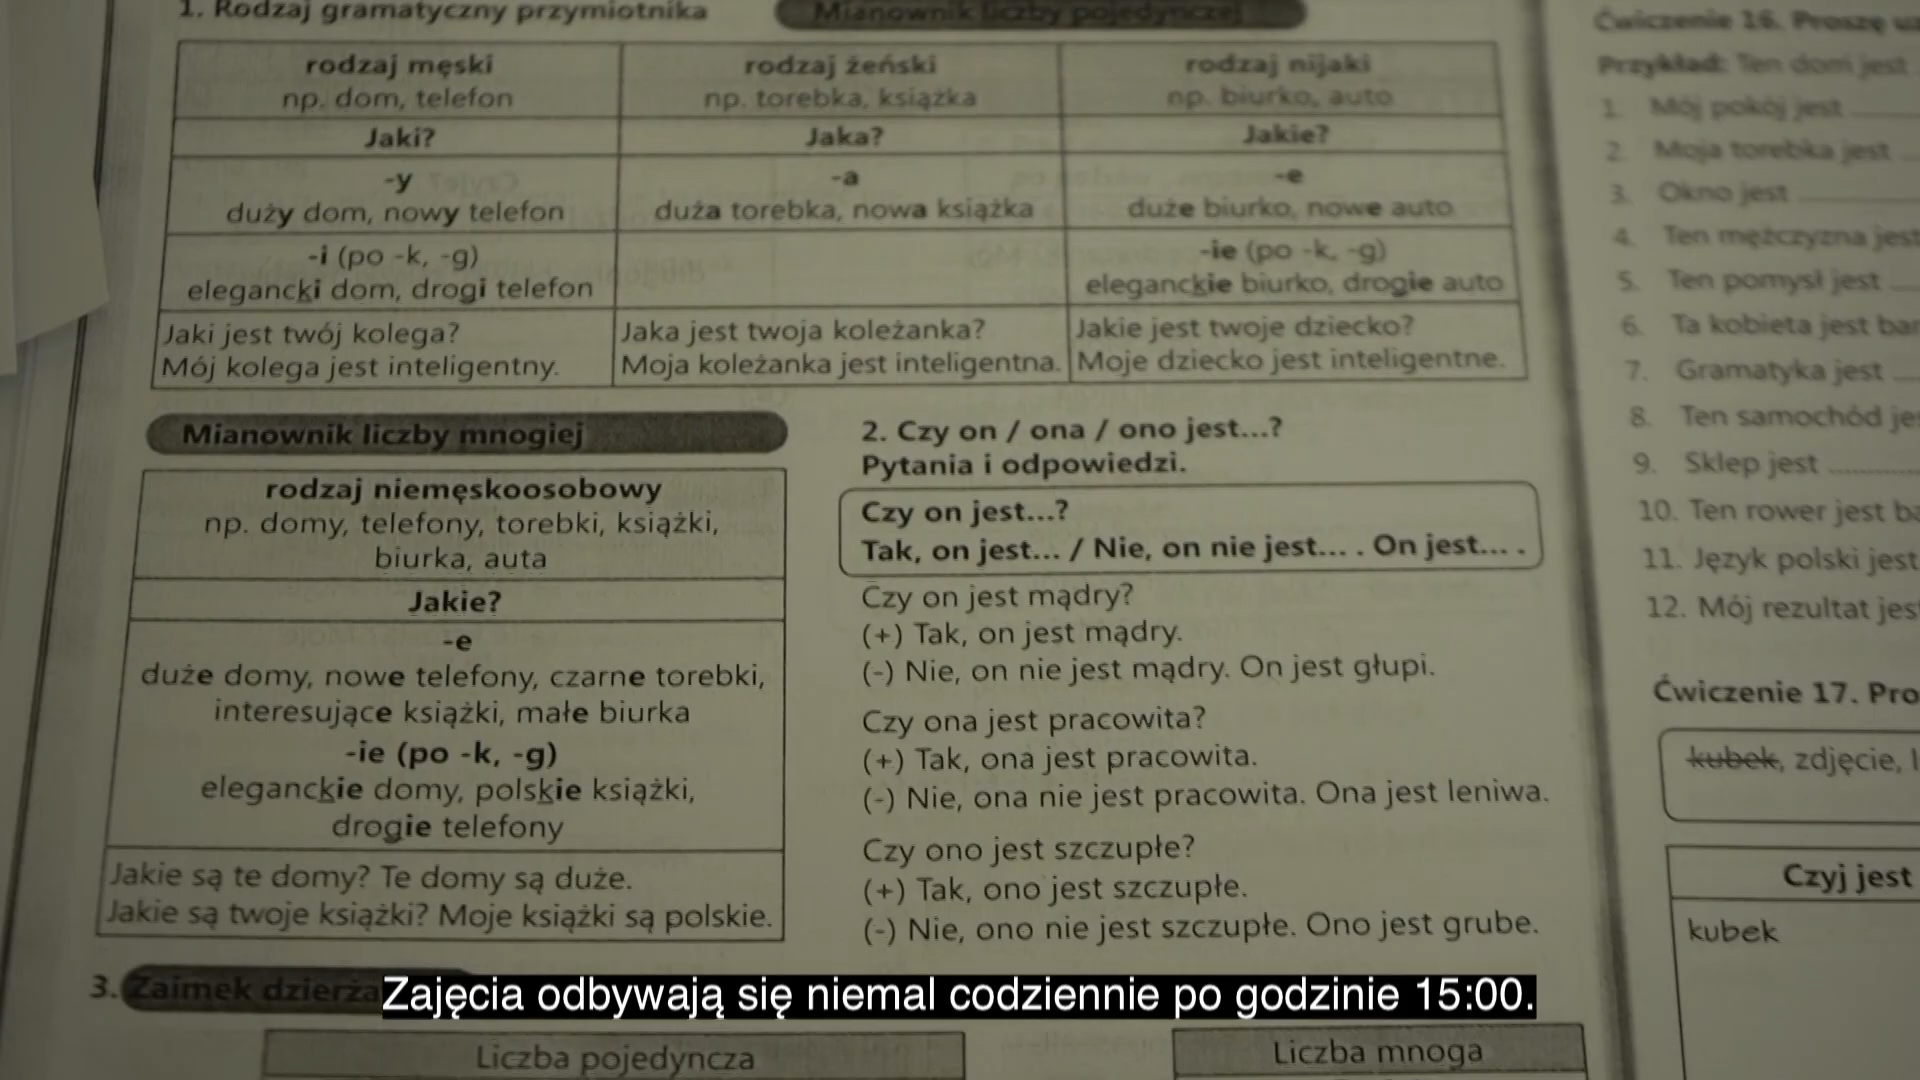 1. Rodzaj gramatyczny przymiotnika
Mianownik liczby pojedynczej
rodzaj męski
np. dom, telefon
rodzaj żeński
np. torebka, książka
rodzaj nijaki
np. biurko, auto
Jaki?
Jaka?
Jakie?
-y
duży dom, nowy telefon
-a
duża torebka, nowa książka
-e
duże biurko, nowe auto
-i (po -k, -g)
elegancki dom, drogi telefon
-ie (po -k, -g)
eleganckie biurko, drogie auto
Jaki jest twój kolega?
Mój kolega jest inteligentny.
Jaka jest twoja koleżanka?
Moja koleżanka jest inteligentna.
Jakie jest twoje dziecko?
Moje dziecko jest inteligentne.
Mianownik liczby mnogiej
rodzaj niemęskoosobowy
np. domy, telefony, torebki, książki,
biurka, auta
Jakie?
-e
duże domy, nowe telefony, czarne torebki,
interesujące książki, małe biurka
-ie (po -k, -g)
eleganckie domy, polskie książki,
drogie telefony
Jakie są te domy? Te domy są duże.
Jakie są twoje książki? Moje książki są polskie.
2. Czy on / ona / ono jest...?
Pytania i odpowiedzi.
Czy on jest...?
Tak, on jest... / Nie, on nie jest... . On jest... .
Czy on jest mądry?
(+) Tak, on jest mądry.
(-) Nie, on nie jest mądry. On jest głupi.
Czy ona jest pracowita?
(+) Tak, ona jest pracowita.
(-) Nie, ona nie jest pracowita. Ona jest leniwa.
Czy ono jest szczupłe?
(+) Tak, ono jest szczupłe.
(-) Nie, ono nie jest szczupłe. Ono jest grube.
3. Zaimek
Liczba pojedyncza
Liczba mnoga
Ćwiczenie 16. Proszę
Przykład: Ten dom jest
1. Mój pokój jest
2. Moja torebka jest
3. Okno jest
4. Ten mężczyzna jest
5. Ten pomysł jest
6. Ta kobieta jest
7. Gramatyka jest
8. Ten samochód
9. Sklep jest
10. Ten rower jest
11. Język polski jest
12. Mój rezultat
Ćwiczenie 17.
kubek, zdjęcie,
Czyj jest
kubek
Zajęcia odbywają się niemal codziennie po godzinie 15:00.